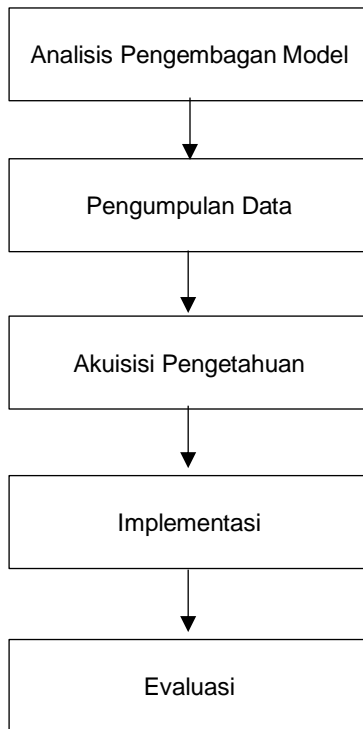 Analisis Pengembagan Model
Pengumpulan Data
Akuisisi Pengetahuan
Implementasi
Evaluasi